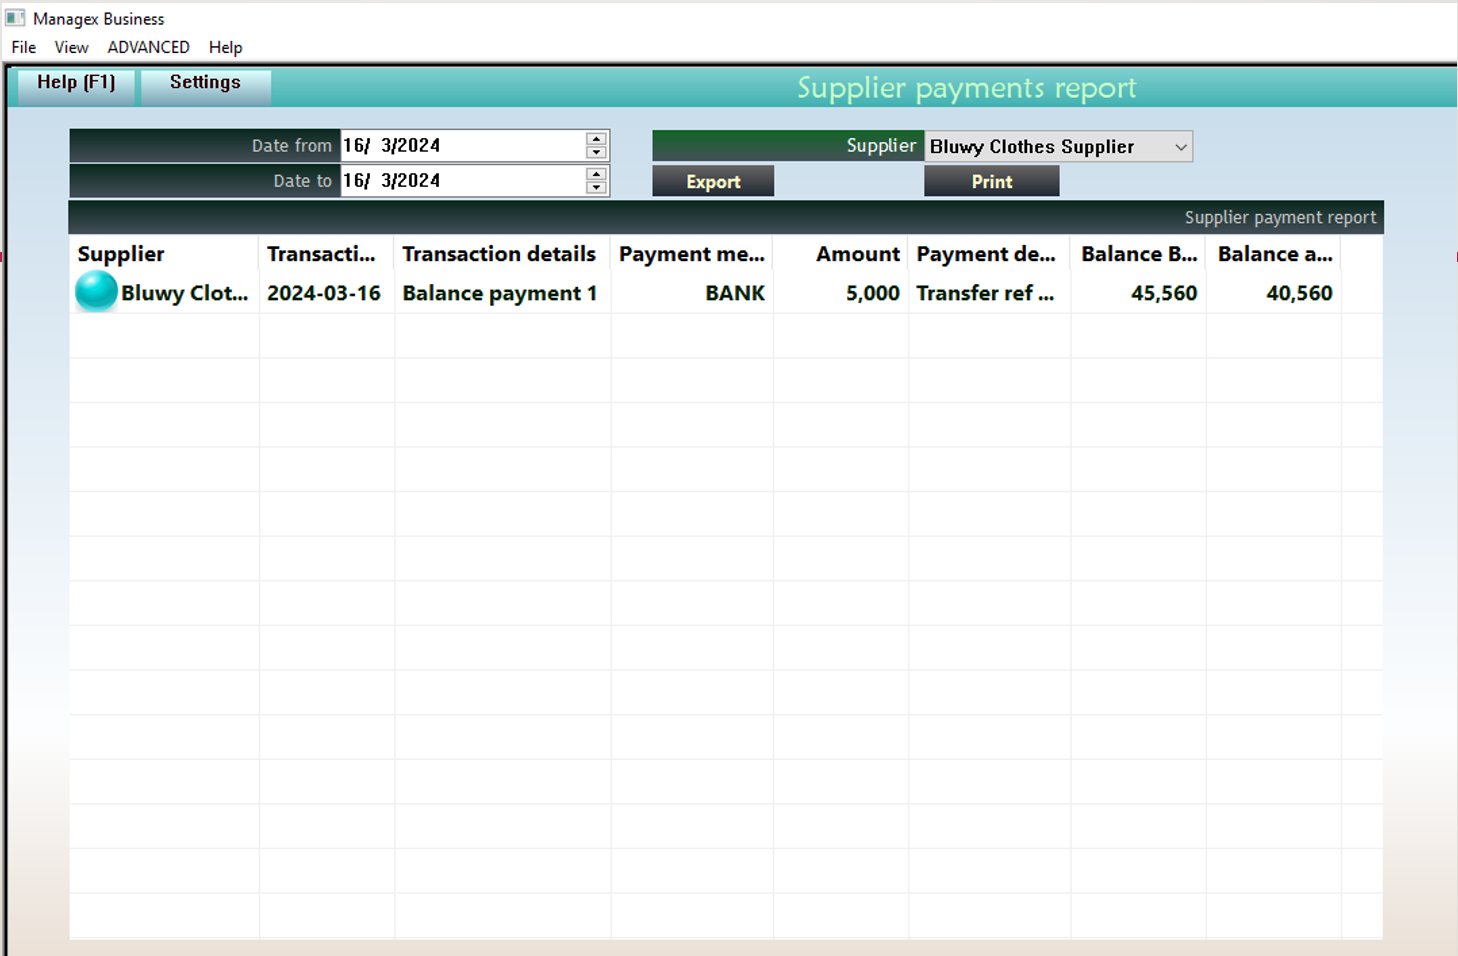 Managex Business
File View ADVANCED Help
Help (F1) Settings Supplier payments report
Date from 16/ 3/2024 Supplier Bluwy Clothes Supplier
Date to 16/ 3/2024 Export Print
Supplier payment report
Supplier Transacti... Transaction details Payment me... Amount Payment de... Balance B... Balance a...
Bluwy Clot... 2024-03-16 Balance payment 1 BANK 5,000 Transfer ref ... 45,560 40,560